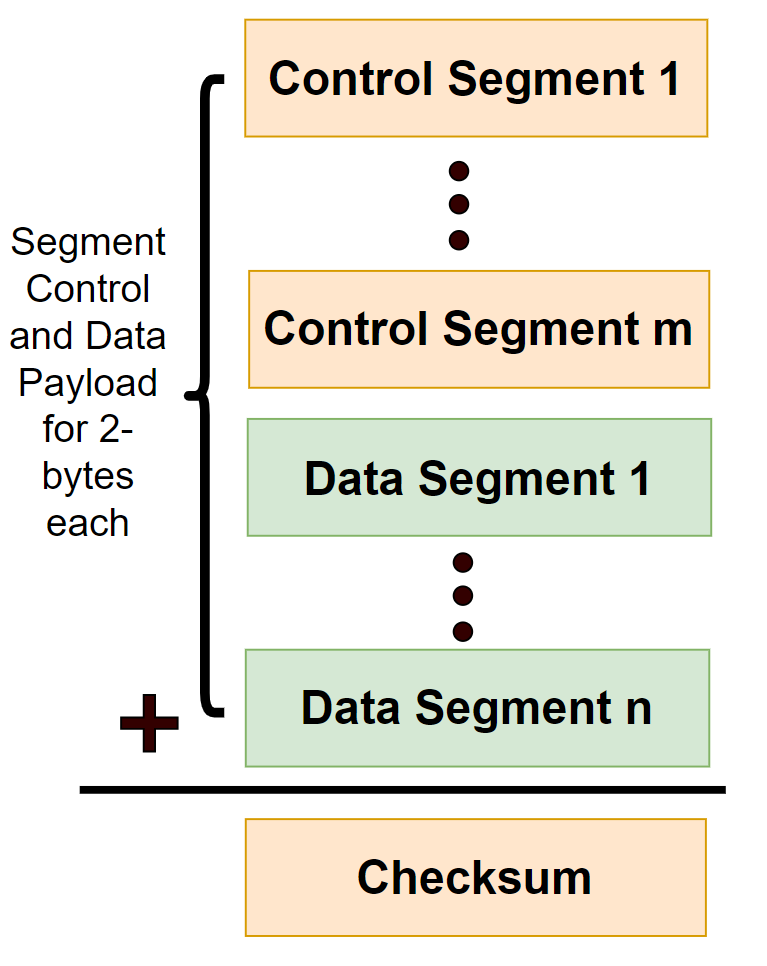 Control Segment 1
Segment
Control
and Data
Payload
for 2-
bytes
each
Control Segment m
Data Segment 1
Data Segment n
+
Checksum